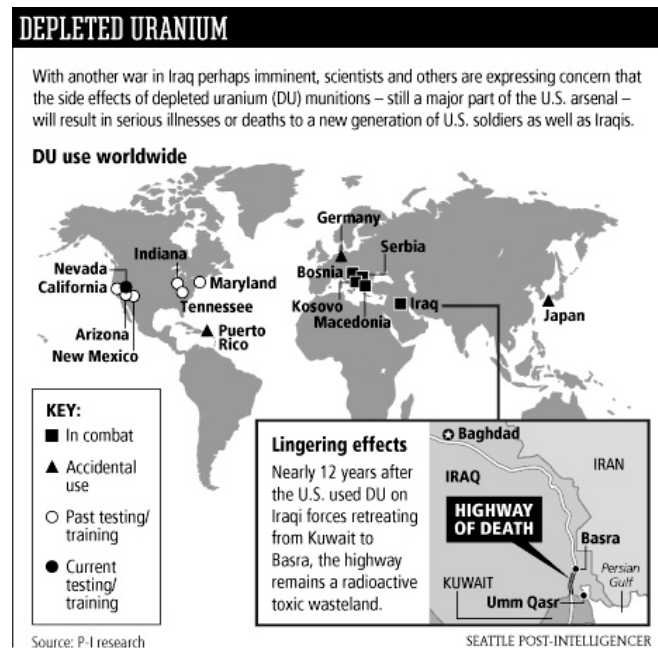 DEPLETED URANIUM
With another war in Iraq perhaps imminent, scientists and others are expressing concern that
the side effects of depleted uranium (DU) munitions – still a major part of the U.S. arsenal –
will result in serious illnesses or deaths to a new generation of U.S. soldiers as well as Iraqis.
DU use worldwide
Germany
Serbia
Indiana
Nevada
Bosnia
California
Maryland
Kosovo
Iraq
Tennessee
Macedonia
Japan
Arizona
Puerto
Rico
New Mexico
KEY:
In combat
Accidental
use
Past testing/
training
Current
testing/
training
Lingering effects
Nearly 12 years after
the U.S. used DU on
Iraqi forces retreating
from Kuwait to
Basra, the highway
remains a radioactive
toxic wasteland.
Baghdad
IRAN
IRAQ
HIGHWAY
OF DEATH
Basra
Persian
Gulf
KUWAIT
Umm Qasr
Source: P-I research
SEATTLE POST-INTELLIGENCER